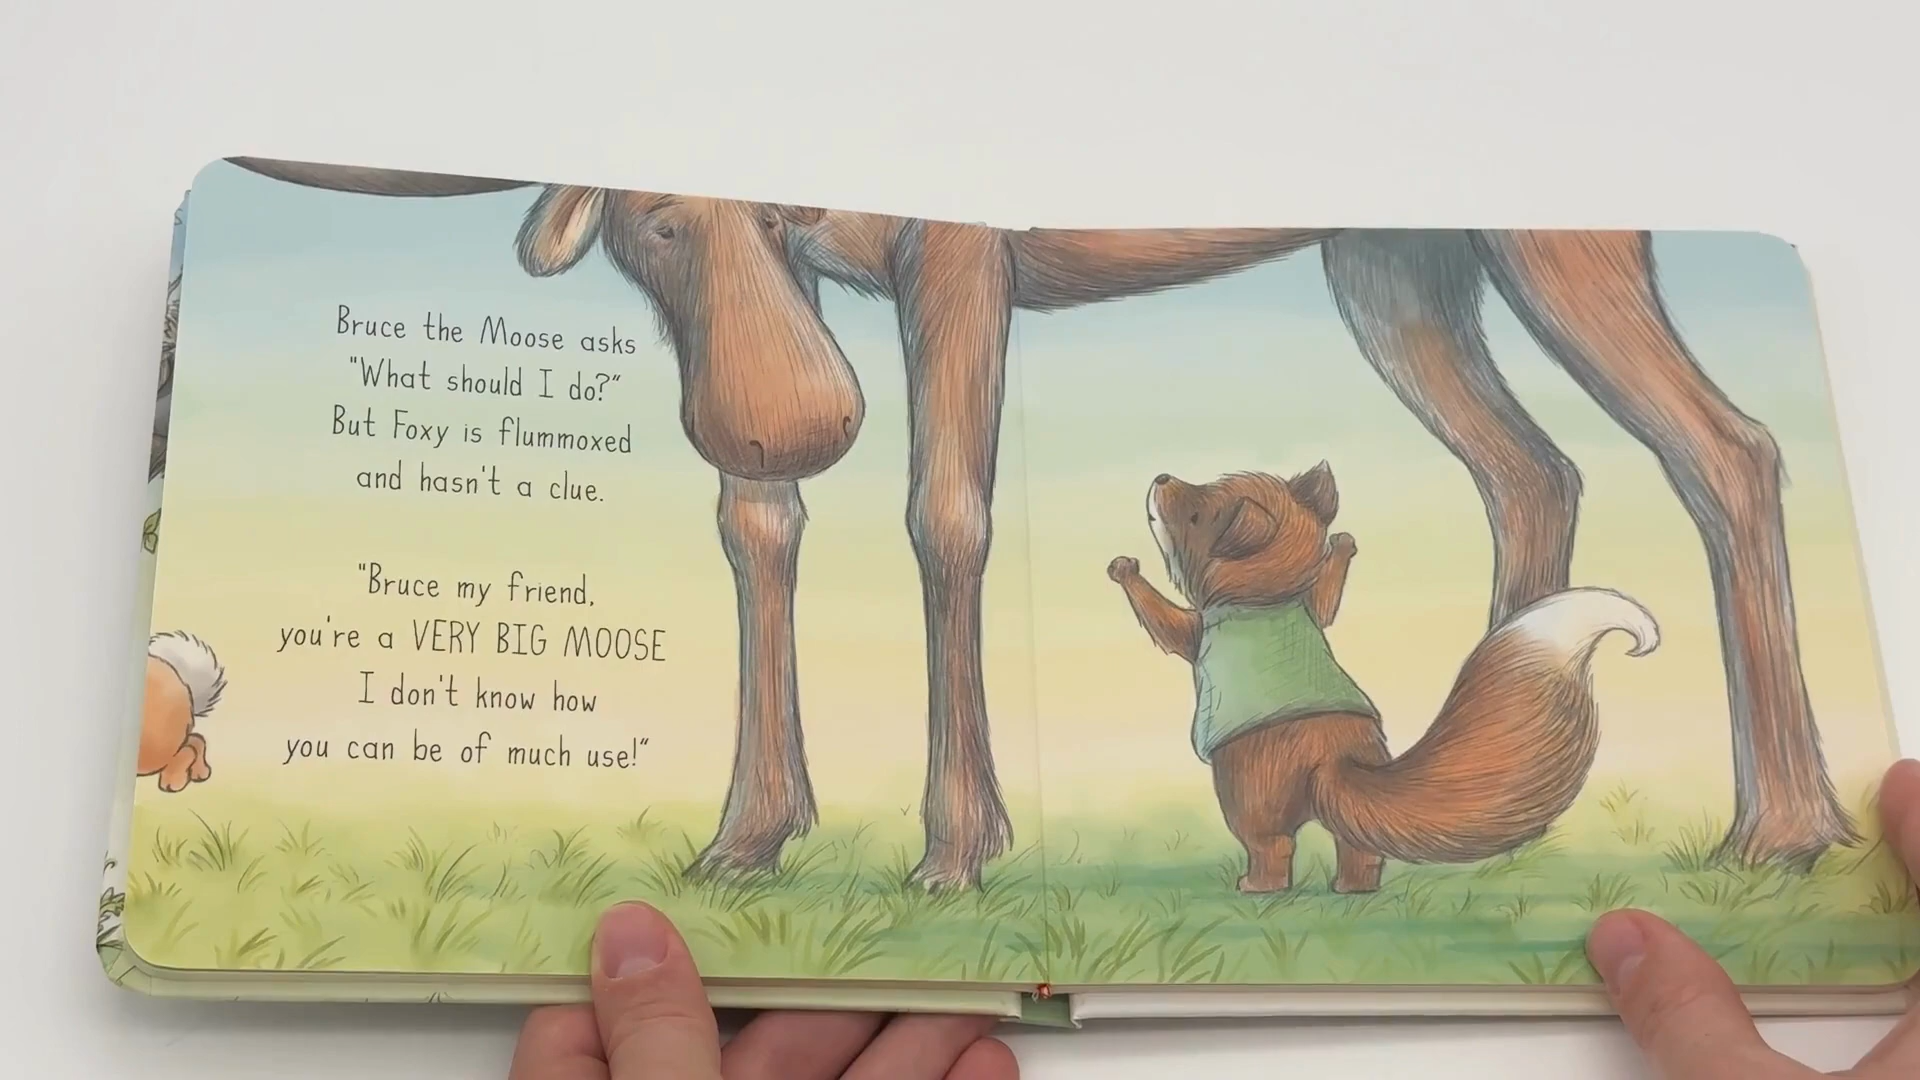 Bruce the Moose asks
"What should I do?"
But Foxy is flummoxed
and hasn't a clue.
"Bruce my friend,
you're a VERY BIG MOOSE
I don't know how
you can be of much use!"